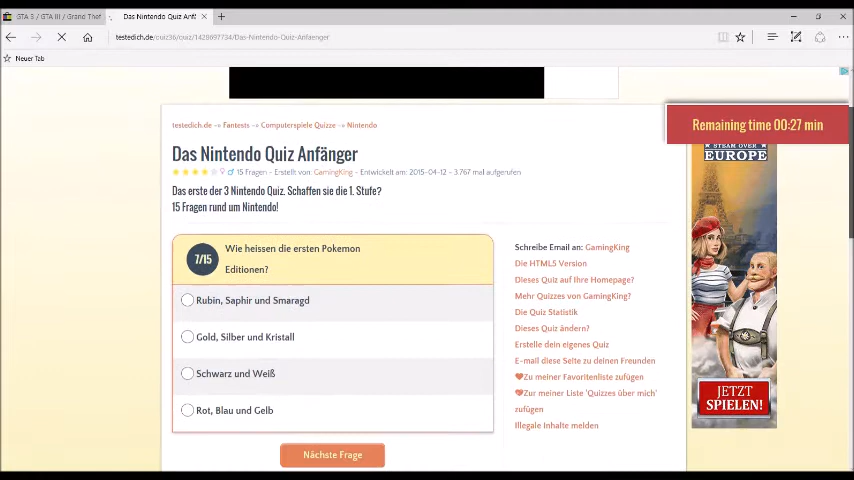 GTA 3 / GTA III / Grand Thef
Das Nintendo Quiz Anfä
testedich.de/quiz36/quiz/1428697734/Das-Nintendo-Quiz-Anfaenger
Neuer Tab
testedich.de -» Fantests -» Computerspiele Quizze -» Nintendo
Remaining time 00:27 min
Das Nintendo Quiz Anfänger
15 Fragen - Erstellt von: GamingKing - Entwickelt am: 2015-04-12 - 3.767 mal aufgerufen
Das erste der 3 Nintendo Quiz. Schaffen sie die 1. Stufe?
15 Fragen rund um Nintendo!
7/15
Wie heissen die ersten Pokemon
Editionen?
Rubin, Saphir und Smaragd
Gold, Silber und Kristall
Schwarz und Weiß
Rot, Blau und Gelb
Nächste Frage
Schreibe Email an: GamingKing
Die HTML5 Version
Dieses Quiz auf Ihre Homepage?
Mehr Quizzes von GamingKing?
Die Quiz Statistik
Dieses Quiz ändern?
Erstelle dein eigenes Quiz
E-mail diese Seite zu deinen Freunden
Zu meiner Favoritenliste zufügen
Zur meiner Liste 'Quizzes über mich'
zufügen
Illegale Inhalte melden
STEAM OVER
EUROPE
JETZT
SPIELEN!